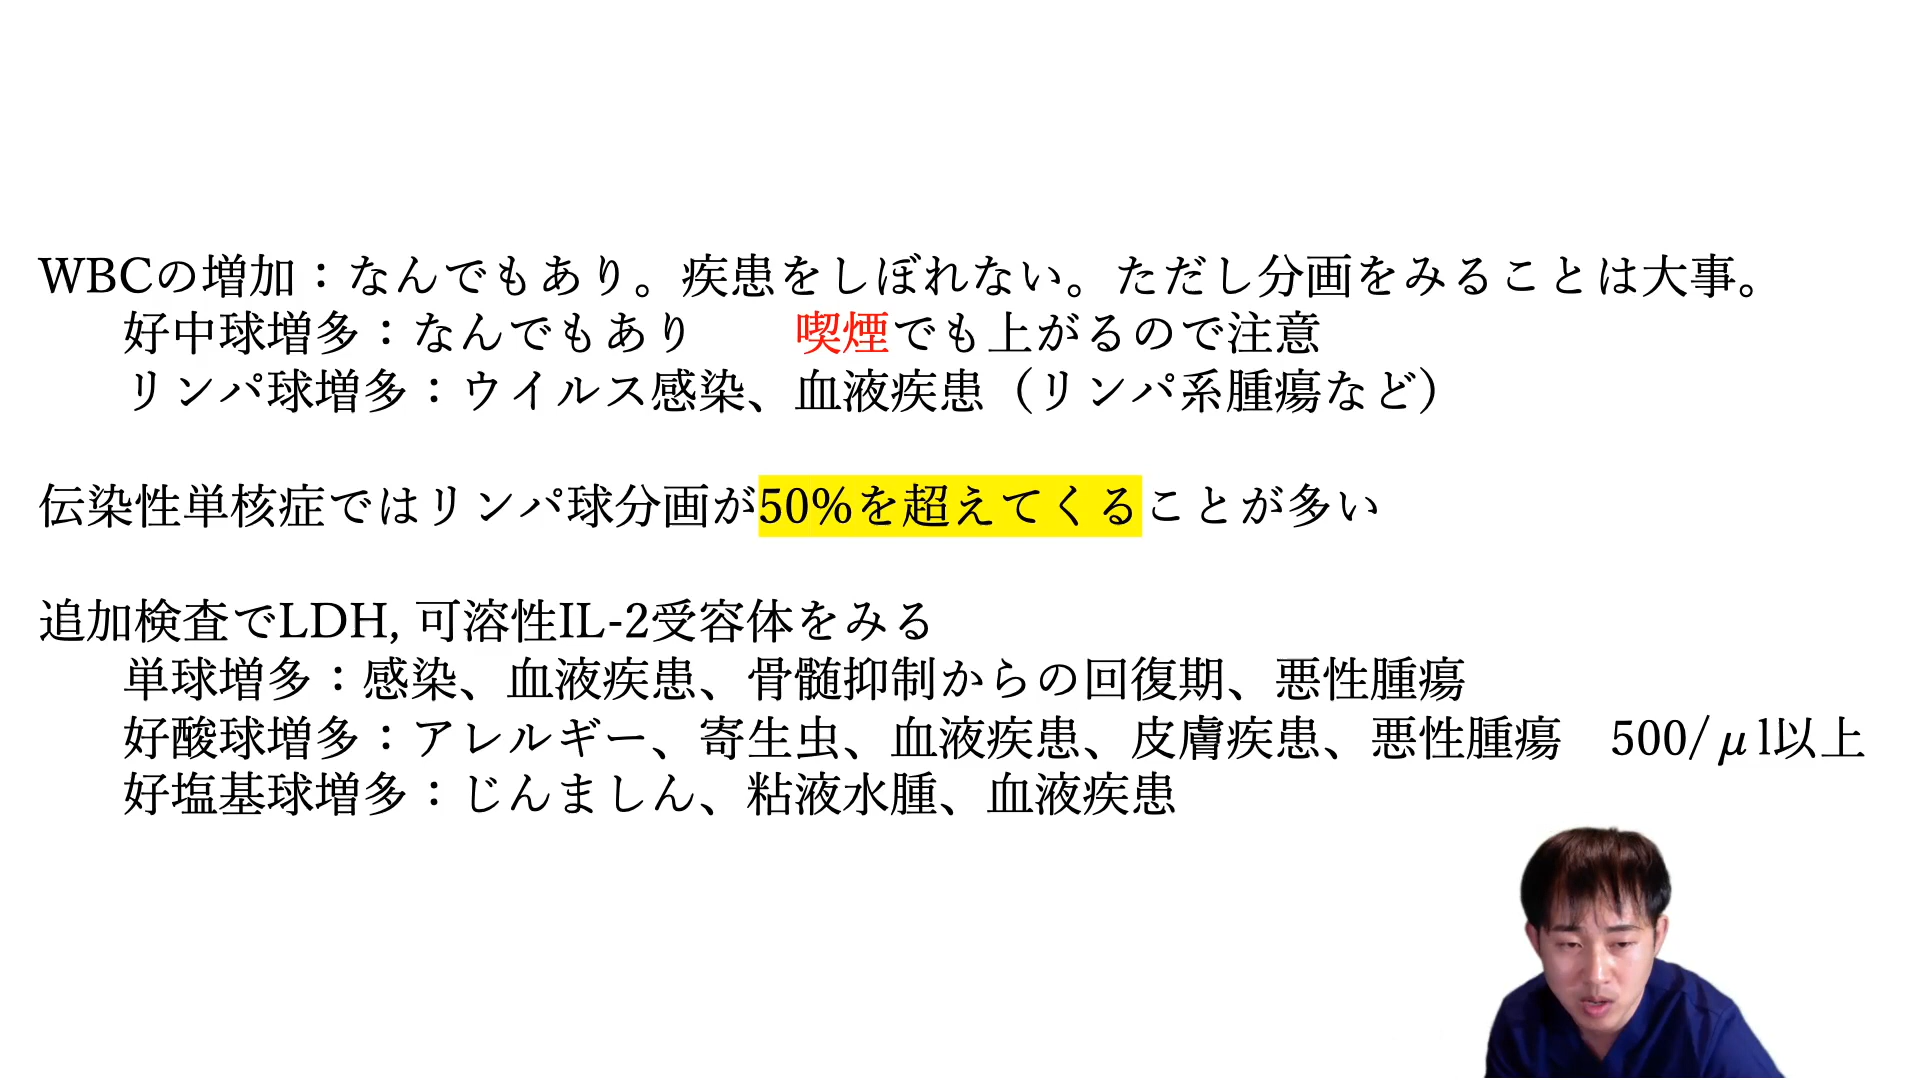 WBCの増加：なんでもあり。疾患をしぼれない。ただし分画をみることは大事。
好中球増多：なんでもあり　　喫煙でも上がるので注意
リンパ球増多：ウイルス感染、血液疾患（リンパ系腫瘍など）
伝染性単核症ではリンパ球分画が50%を超えてくることが多い
追加検査でLDH, 可溶性IL-2受容体をみる
単球増多：感染、血液疾患、骨髄抑制からの回復期、悪性腫瘍
好酸球増多：アレルギー、寄生虫、血液疾患、皮膚疾患、悪性腫瘍　500/μl以上
好塩基球増多：じんましん、粘液水腫、血液疾患